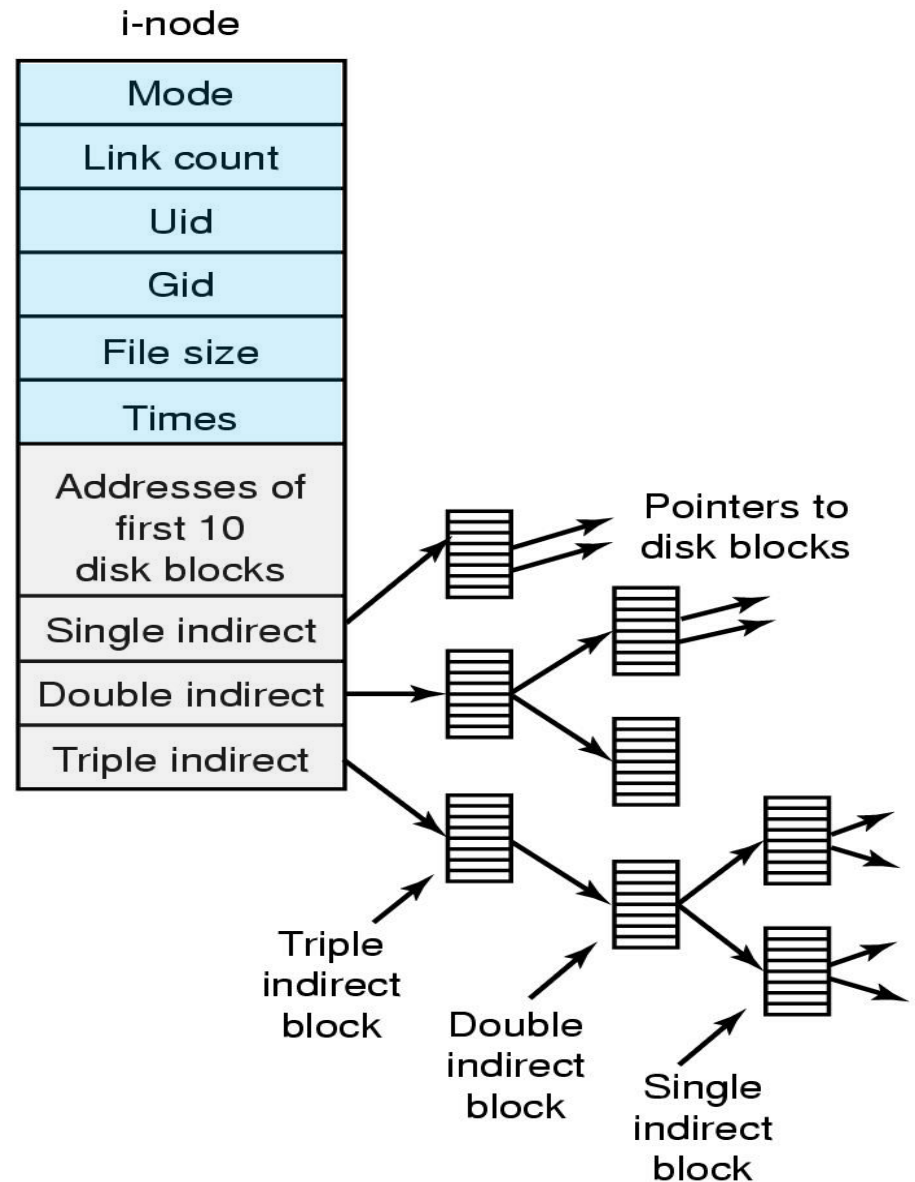 i-node
Mode
Link count
Uid
Gid
File size
Times
Addresses of
first 10
disk blocks
Single indirect
Double indirect
Triple indirect
Pointers to
disk blocks
Triple
indirect
block
Double
indirect
block
Single
indirect
block